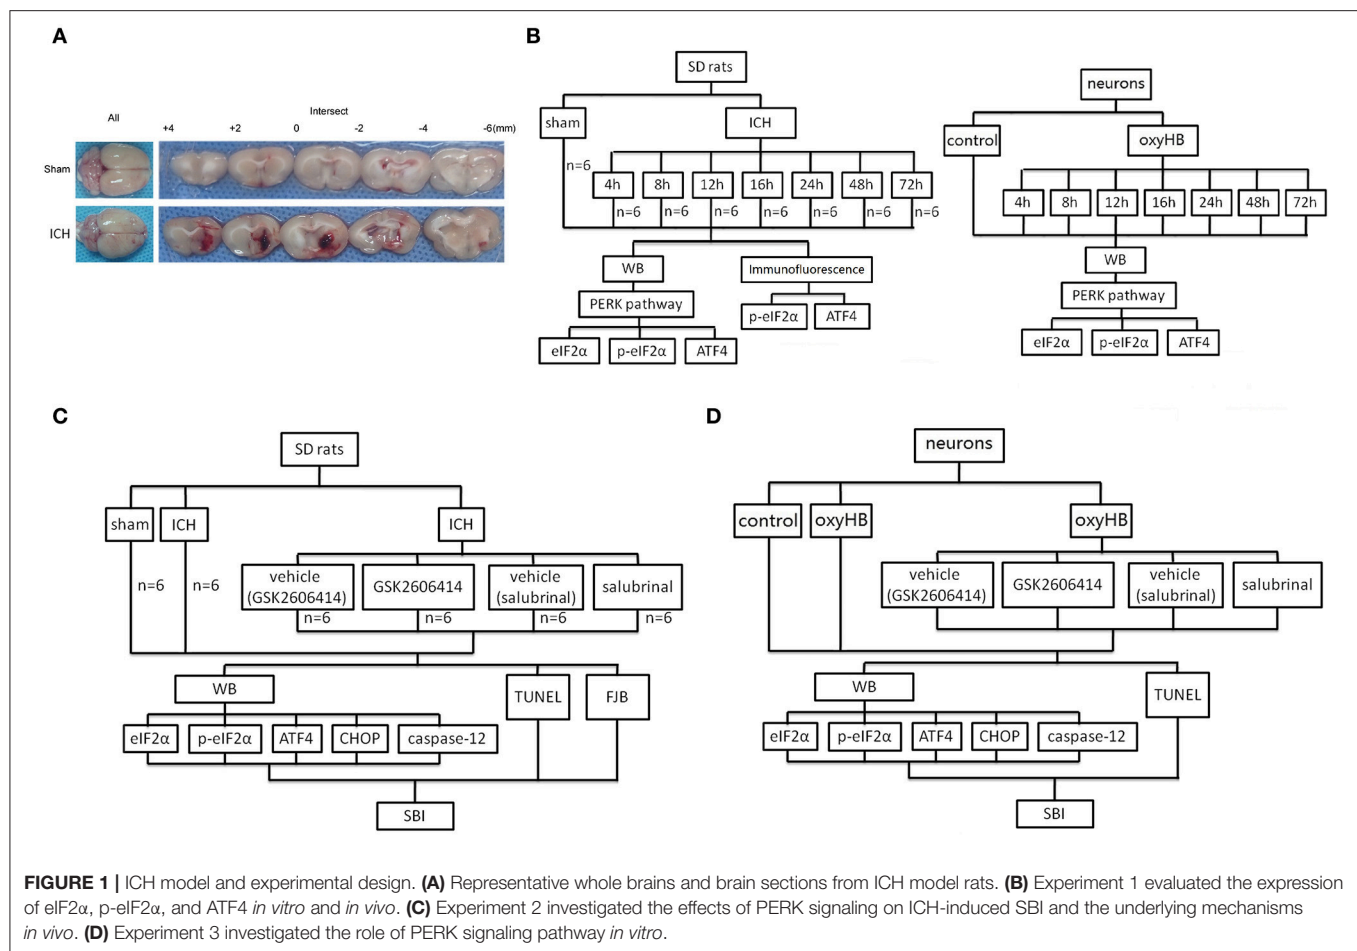 A
All
Intersect
+4 +2 0 -2 -4 -6(mm)
Sham
ICH
B
SD rats
sham ICH
n=6
4h 8h 12h 16h 24h 48h 72h
n=6 n=6 n=6 n=6 n=6 n=6 n=6
WB Immunofluorescence
PERK pathway p-eIF2α ATF4
eIF2α p-eIF2α ATF4
neurons
control oxyHB
4h 8h 12h 16h 24h 48h 72h
WB
PERK pathway
eIF2α p-eIF2α ATF4
C
SD rats
sham ICH ICH
n=6 n=6
vehicle (GSK2606414) GSK2606414 vehicle (salubrinal) salubrinal
n=6 n=6 n=6 n=6
WB TUNEL FJB
eIF2α p-eIF2α ATF4 CHOP caspase-12
SBI
D
neurons
control oxyHB oxyHB
vehicle (GSK2606414) GSK2606414 vehicle (salubrinal) salubrinal
WB TUNEL
eIF2α p-eIF2α ATF4 CHOP caspase-12
SBI
FIGURE 1 | ICH model and experimental design. (A) Representative whole brains and brain sections from ICH model rats. (B) Experiment 1 evaluated the expression
of eIF2α, p-eIF2α, and ATF4 in vitro and in vivo. (C) Experiment 2 investigated the effects of PERK signaling on ICH-induced SBI and the underlying mechanisms
in vivo. (D) Experiment 3 investigated the role of PERK signaling pathway in vitro.